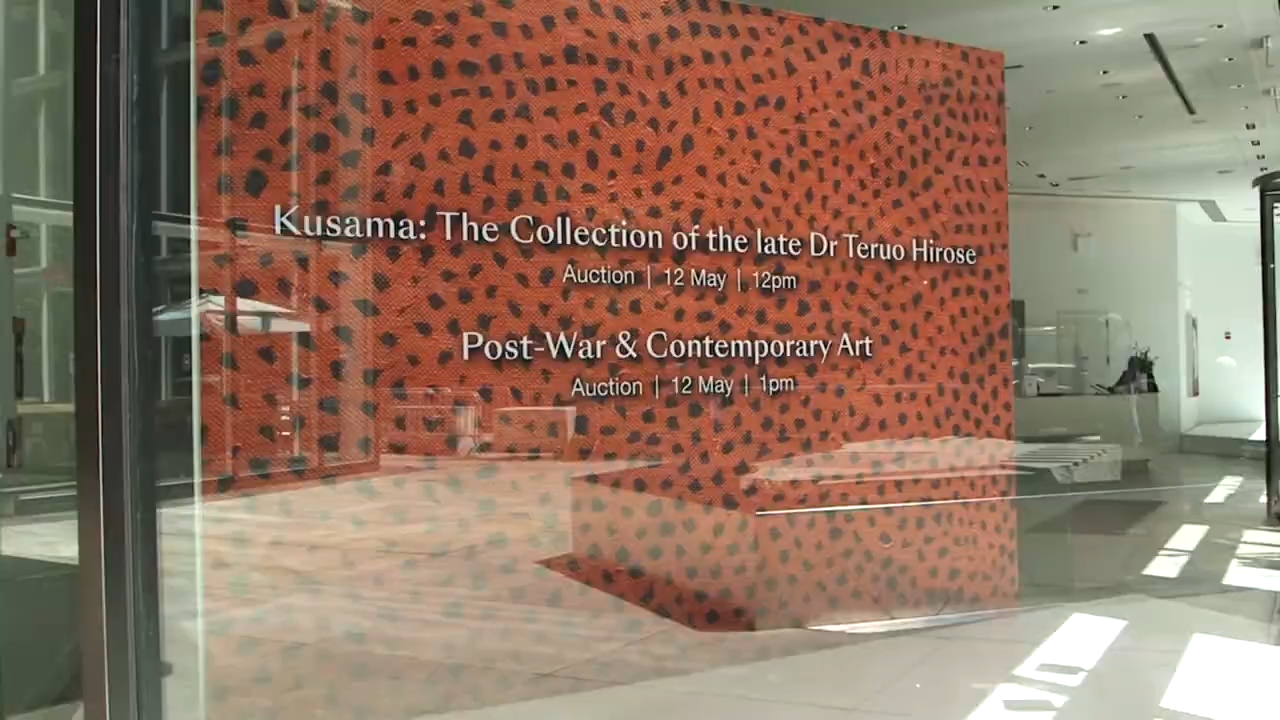 Kusama: The Collection of the late Dr Teruo Hirose
Auction | 12 May | 12pm
Post-War & Contemporary Art
Auction | 12 May | 1pm